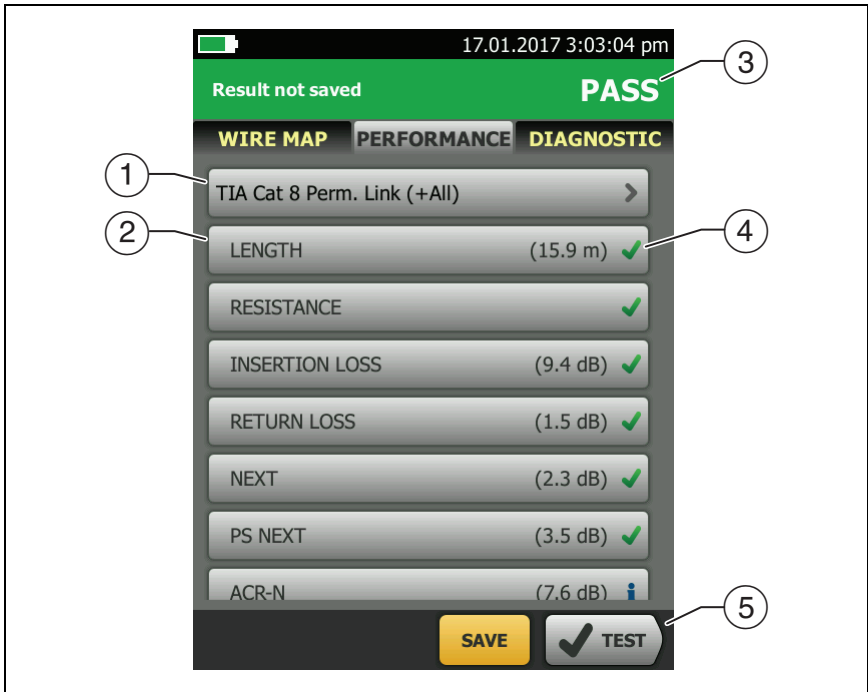 17.01.2017 3:03:04 pm
Result not saved PASS
WIRE MAP PERFORMANCE DIAGNOSTIC
TIA Cat 8 Perm. Link (+All)
LENGTH (15.9 m)
RESISTANCE
INSERTION LOSS (9.4 dB)
RETURN LOSS (1.5 dB)
NEXT (2.3 dB)
PS NEXT (3.5 dB)
ACR-N (7.6 dB) i
SAVE TEST
1
2
3
4
5